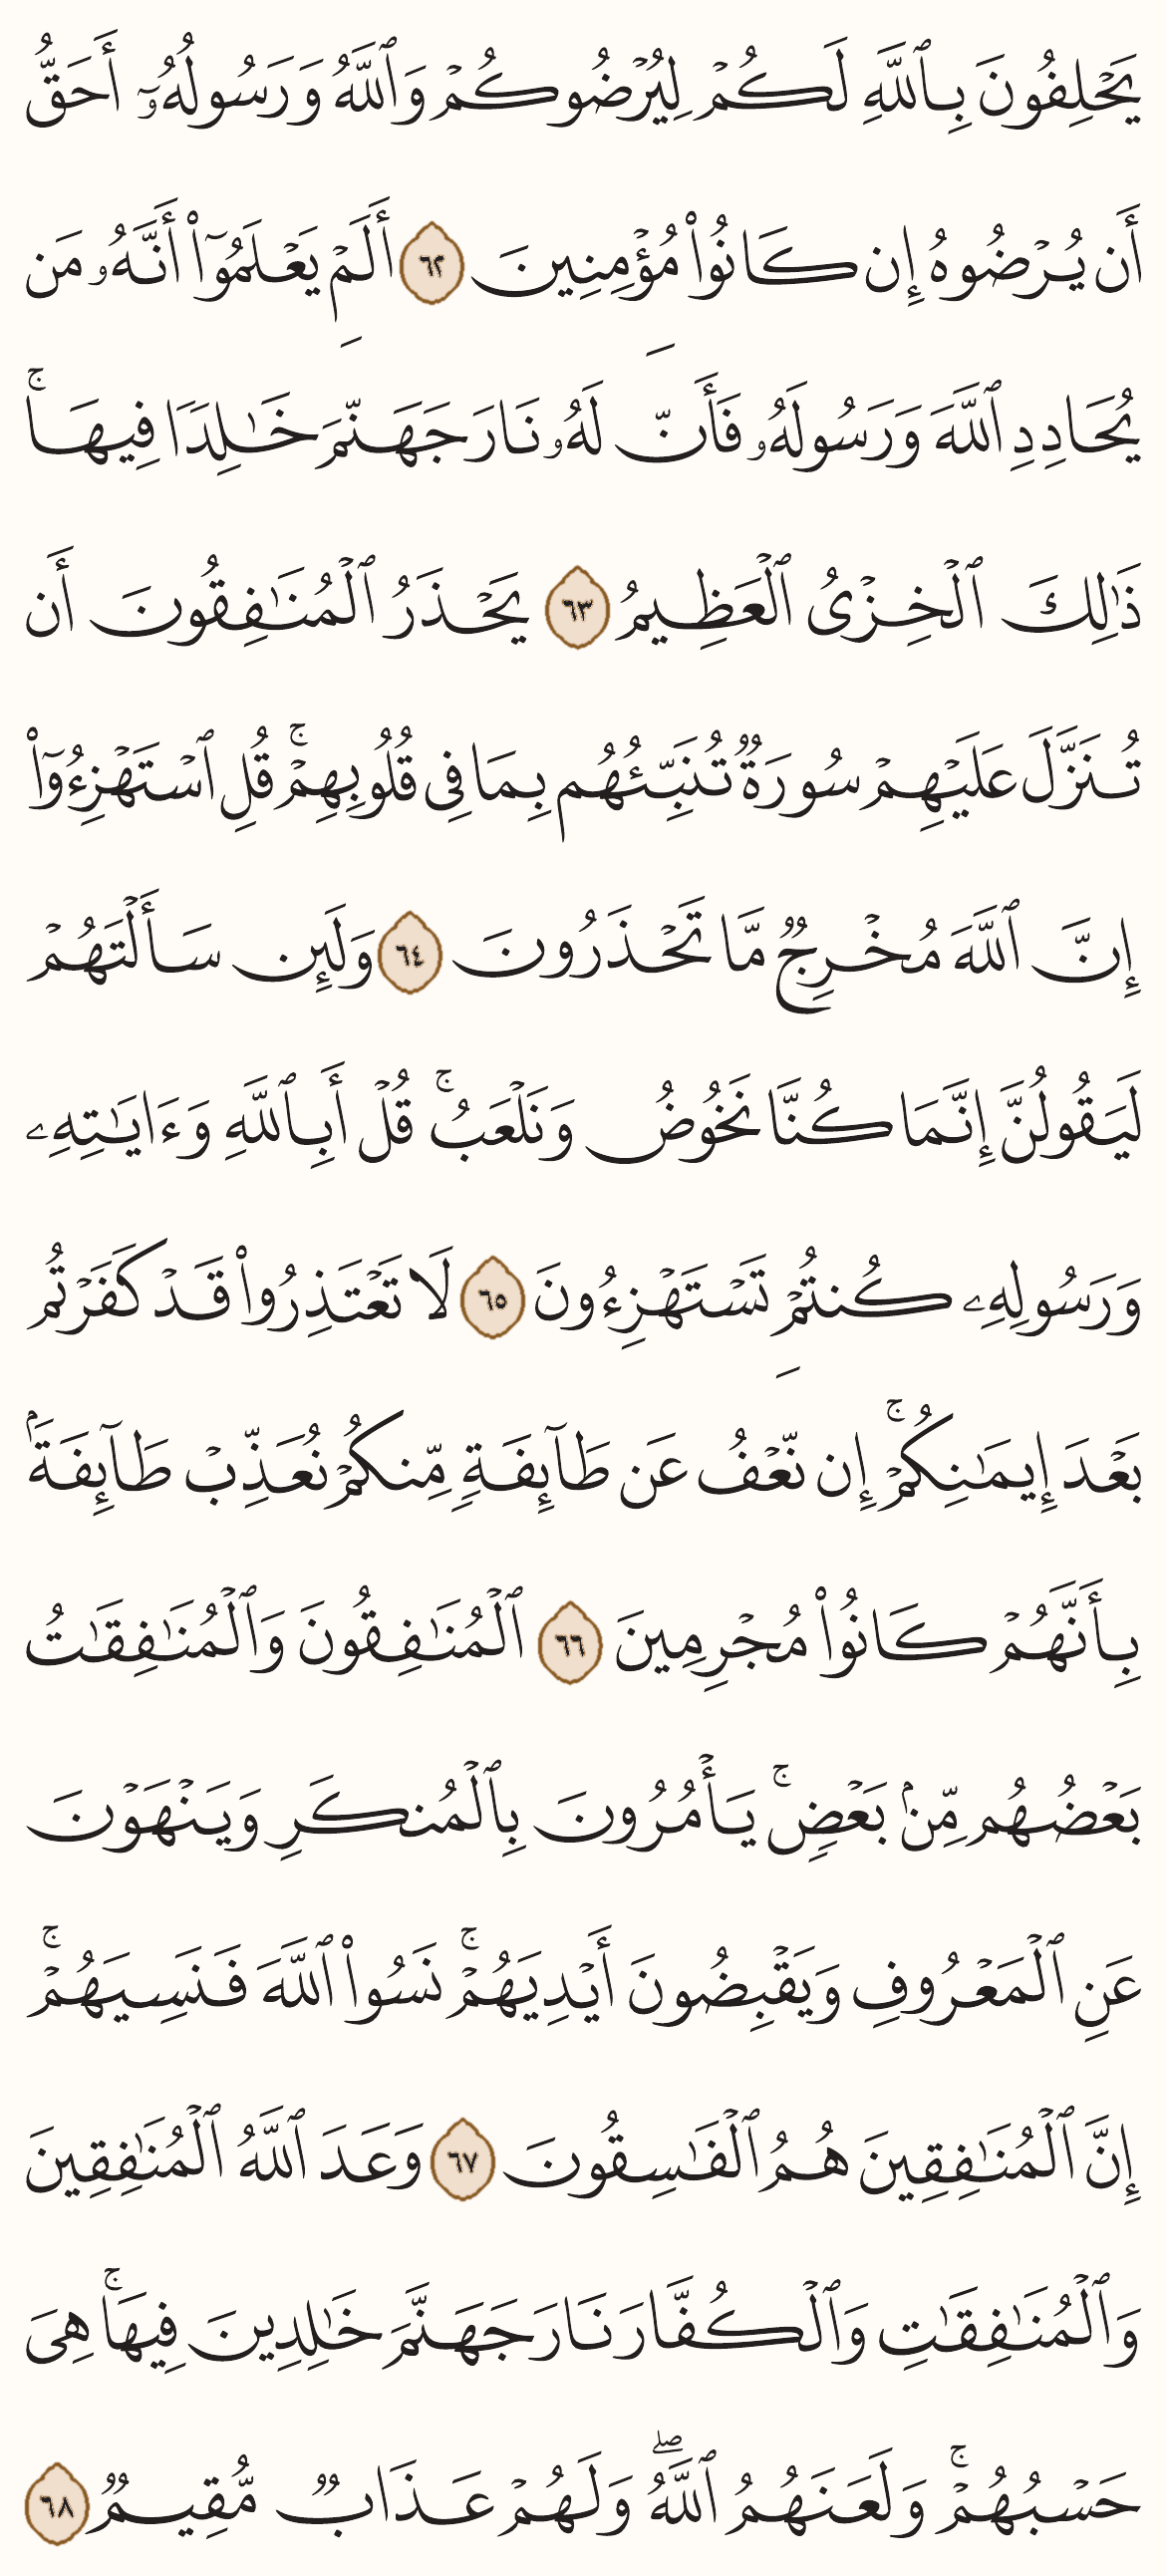 يَحْلِفُونَ بِٱللَّهِ لَكُمْ لِيُرْضُوكُمْ وَٱللَّهُ وَرَسُولُهُۥٓ أَحَقُّ
أَن يُرْضُوهُ إِن كَانُوا۟ مُؤْمِنِينَ ٦٢ أَلَمْ يَعْلَمُوٓا۟ أَنَّهُۥ مَن
يُحَادِدِ ٱللَّهَ وَرَسُولَهُۥ فَأَنَّ لَهُۥ نَارَ جَهَنَّمَ خَـٰلِدًا فِيهَا ۚ
ذَٰلِكَ ٱلْخِزْىُ ٱلْعَظِيمُ ٦٣ يَحْذَرُ ٱلْمُنَـٰفِقُونَ أَن
تُنَزَّلَ عَلَيْهِمْ سُورَةٌ تُنَبِّئُهُم بِمَا فِى قُلُوبِهِمْ ۚ قُلِ ٱسْتَهْزِءُوٓا۟
إِنَّ ٱللَّهَ مُخْرِجٌ مَّا تَحْذَرُونَ ٦٤ وَلَئِن سَأَلْتَهُمْ
لَيَقُولُنَّ إِنَّمَا كُنَّا نَخُوضُ وَنَلْعَبُ ۚ قُلْ أَبِٱللَّهِ وَءَايَـٰتِهِۦ
وَرَسُولِهِۦ كُنتُمْ تَسْتَهْزِءُونَ ٦٥ لَا تَعْتَذِرُوا۟ قَدْ كَفَرْتُم
بَعْدَ إِيمَـٰنِكُمْ ۚ إِن نَّعْفُ عَن طَآئِفَةٍ مِّنكُمْ نُعَذِّبْ طَآئِفَةَۢ
بِأَنَّهُمْ كَانُوا۟ مُجْرِمِينَ ٦٦ ٱلْمُنَـٰفِقُونَ وَٱلْمُنَـٰفِقَـٰتُ
بَعْضُهُم مِّنۢ بَعْضٍ ۚ يَأْمُرُونَ بِٱلْمُنكَرِ وَيَنْهَوْنَ
عَنِ ٱلْمَعْرُوفِ وَيَقْبِضُونَ أَيْدِيَهُمْ ۚ نَسُوا۟ ٱللَّهَ فَنَسِيَهُمْ ۚ
إِنَّ ٱلْمُنَـٰفِقِينَ هُمُ ٱلْفَـٰسِقُونَ ٦٧ وَعَدَ ٱللَّهُ ٱلْمُنَـٰفِقِينَ
وَٱلْمُنَـٰفِقَـٰتِ وَٱلْكُفَّارَ نَارَ جَهَنَّمَ خَـٰلِدِينَ فِيهَا ۚ هِىَ
حَسْبُهُمْ ۚ وَلَعَنَهُمُ ٱللَّهُ ۖ وَلَهُمْ عَذَابٌ مُّقِيمٌ ٦٨